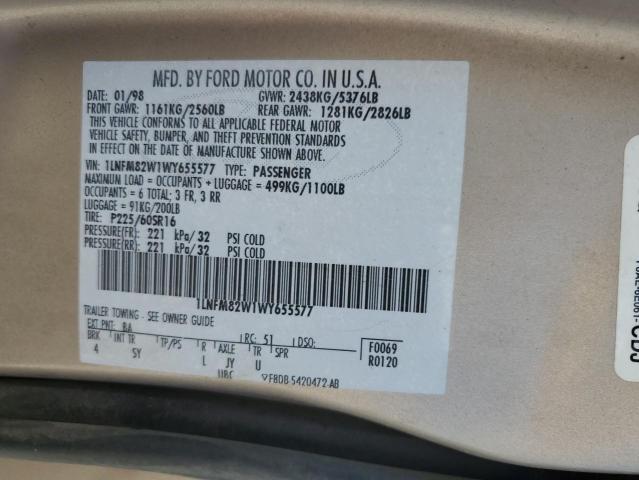 MFD. BY FORD MOTOR CO. IN U.S.A.
DATE: 01/98 GVWR: 2438KG/5376LB
FRONT GAWR: 1161KG/2560LB REAR GAWR: 1281KG/2826LB
THIS VEHICLE CONFORMS TO ALL APPLICABLE FEDERAL MOTOR
VEHICLE SAFETY, BUMPER, AND THEFT PREVENTION STANDARDS
IN EFFECT ON THE DATE OF MANUFACTURE SHOWN ABOVE.
VIN: 1LNFM82W1WY655577 TYPE: PASSENGER
MAXIMUM LOAD = OCCUPANTS + LUGGAGE = 499KG/1100LB
OCCUPANTS = 6 TOTAL; 3 FR, 3 RR
LUGGAGE = 91KG/200LB
TIRE: P225/60SR16
PRESSURE(FR): 221 kPa/32 PSI COLD
PRESSURE(RR): 221 kPa/32 PSI COLD
1LNFM82W1WY655577
TRAILER TOWING - SEE OWNER GUIDE
EXT PNT: BA RC: 51 DSO: F0069
BRK INT TR TP/PS R AXLE TR SPR R0120
4 SY L JY U
UBC F8DB-5420472-AB